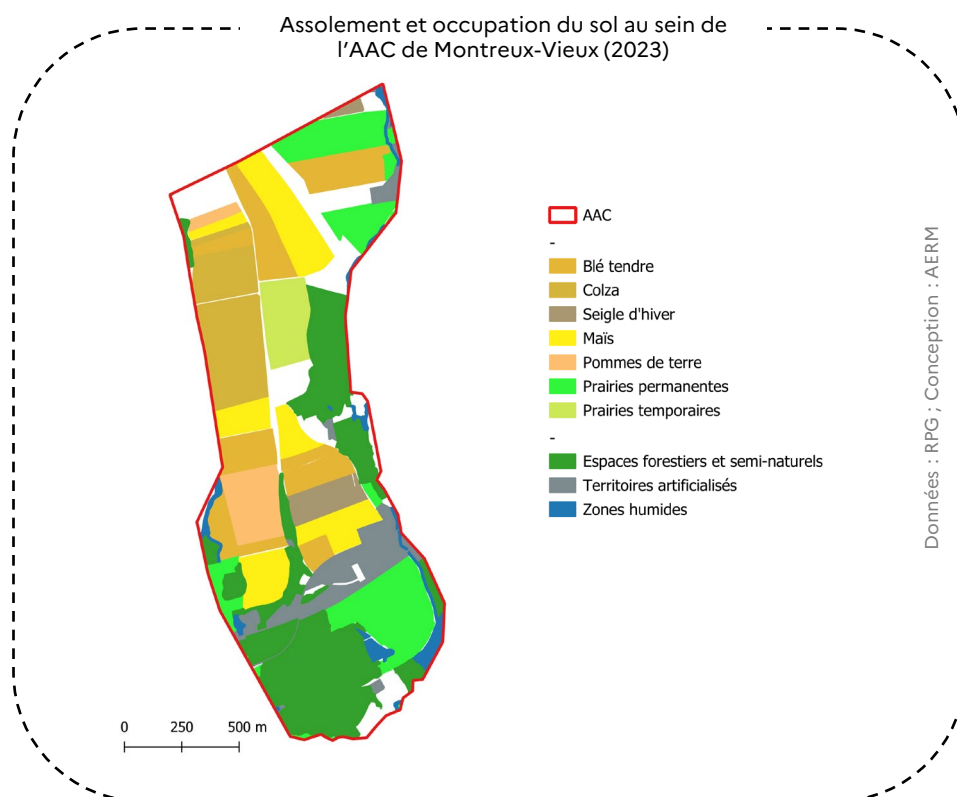 Assolement et occupation du sol au sein de
l'AAC de Montreux-Vieux (2023)
AAC
-
Blé tendre
Colza
Seigle d'hiver
Maïs
Pommes de terre
Prairies permanentes
Prairies temporaires
-
Espaces forestiers et semi-naturels
Territoires artificialisés
Zones humides
Données : RPG ; Conception : AERM
0 250 500 m